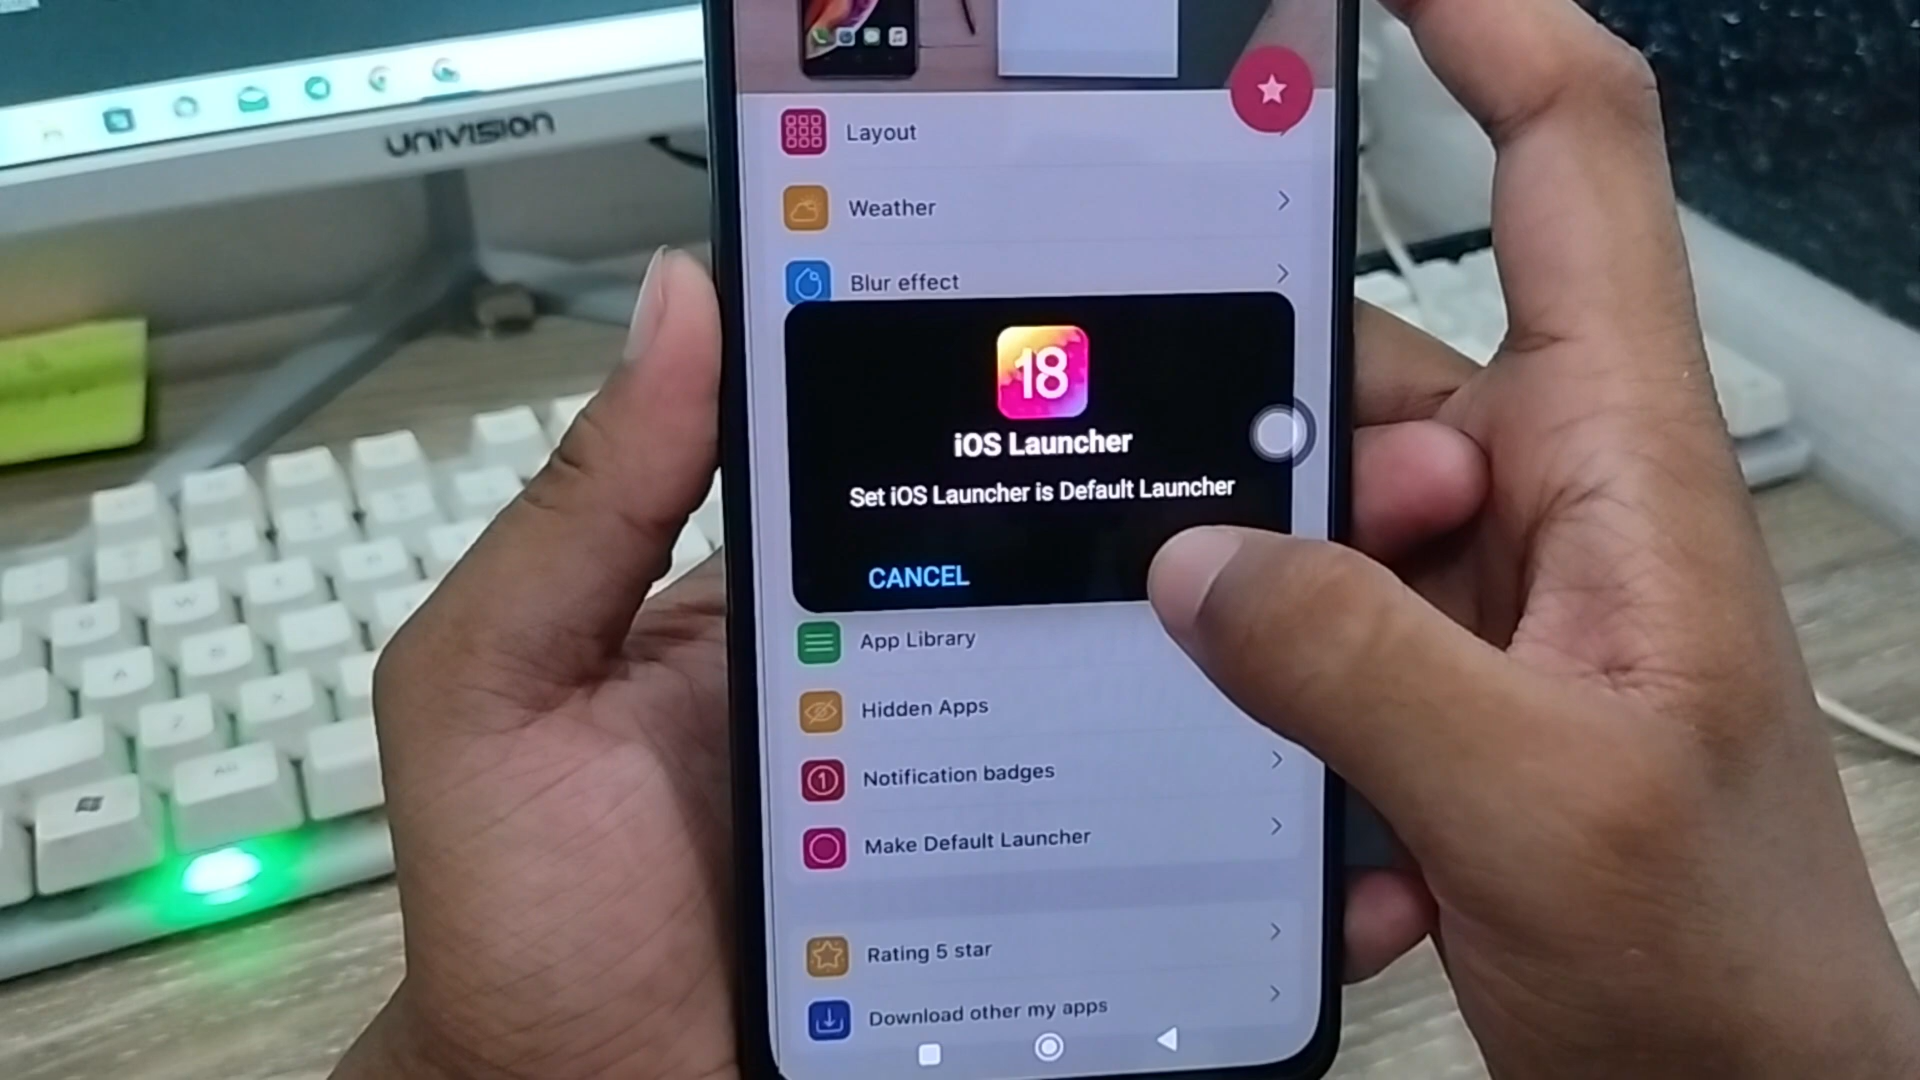 UNIVISION
Layout
Weather
Blur effect
18
iOS Launcher
Set iOS Launcher is Default Launcher
CANCEL
App Library
Hidden Apps
1
Notification badges
Make Default Launcher
Rating 5 star
Download other my apps